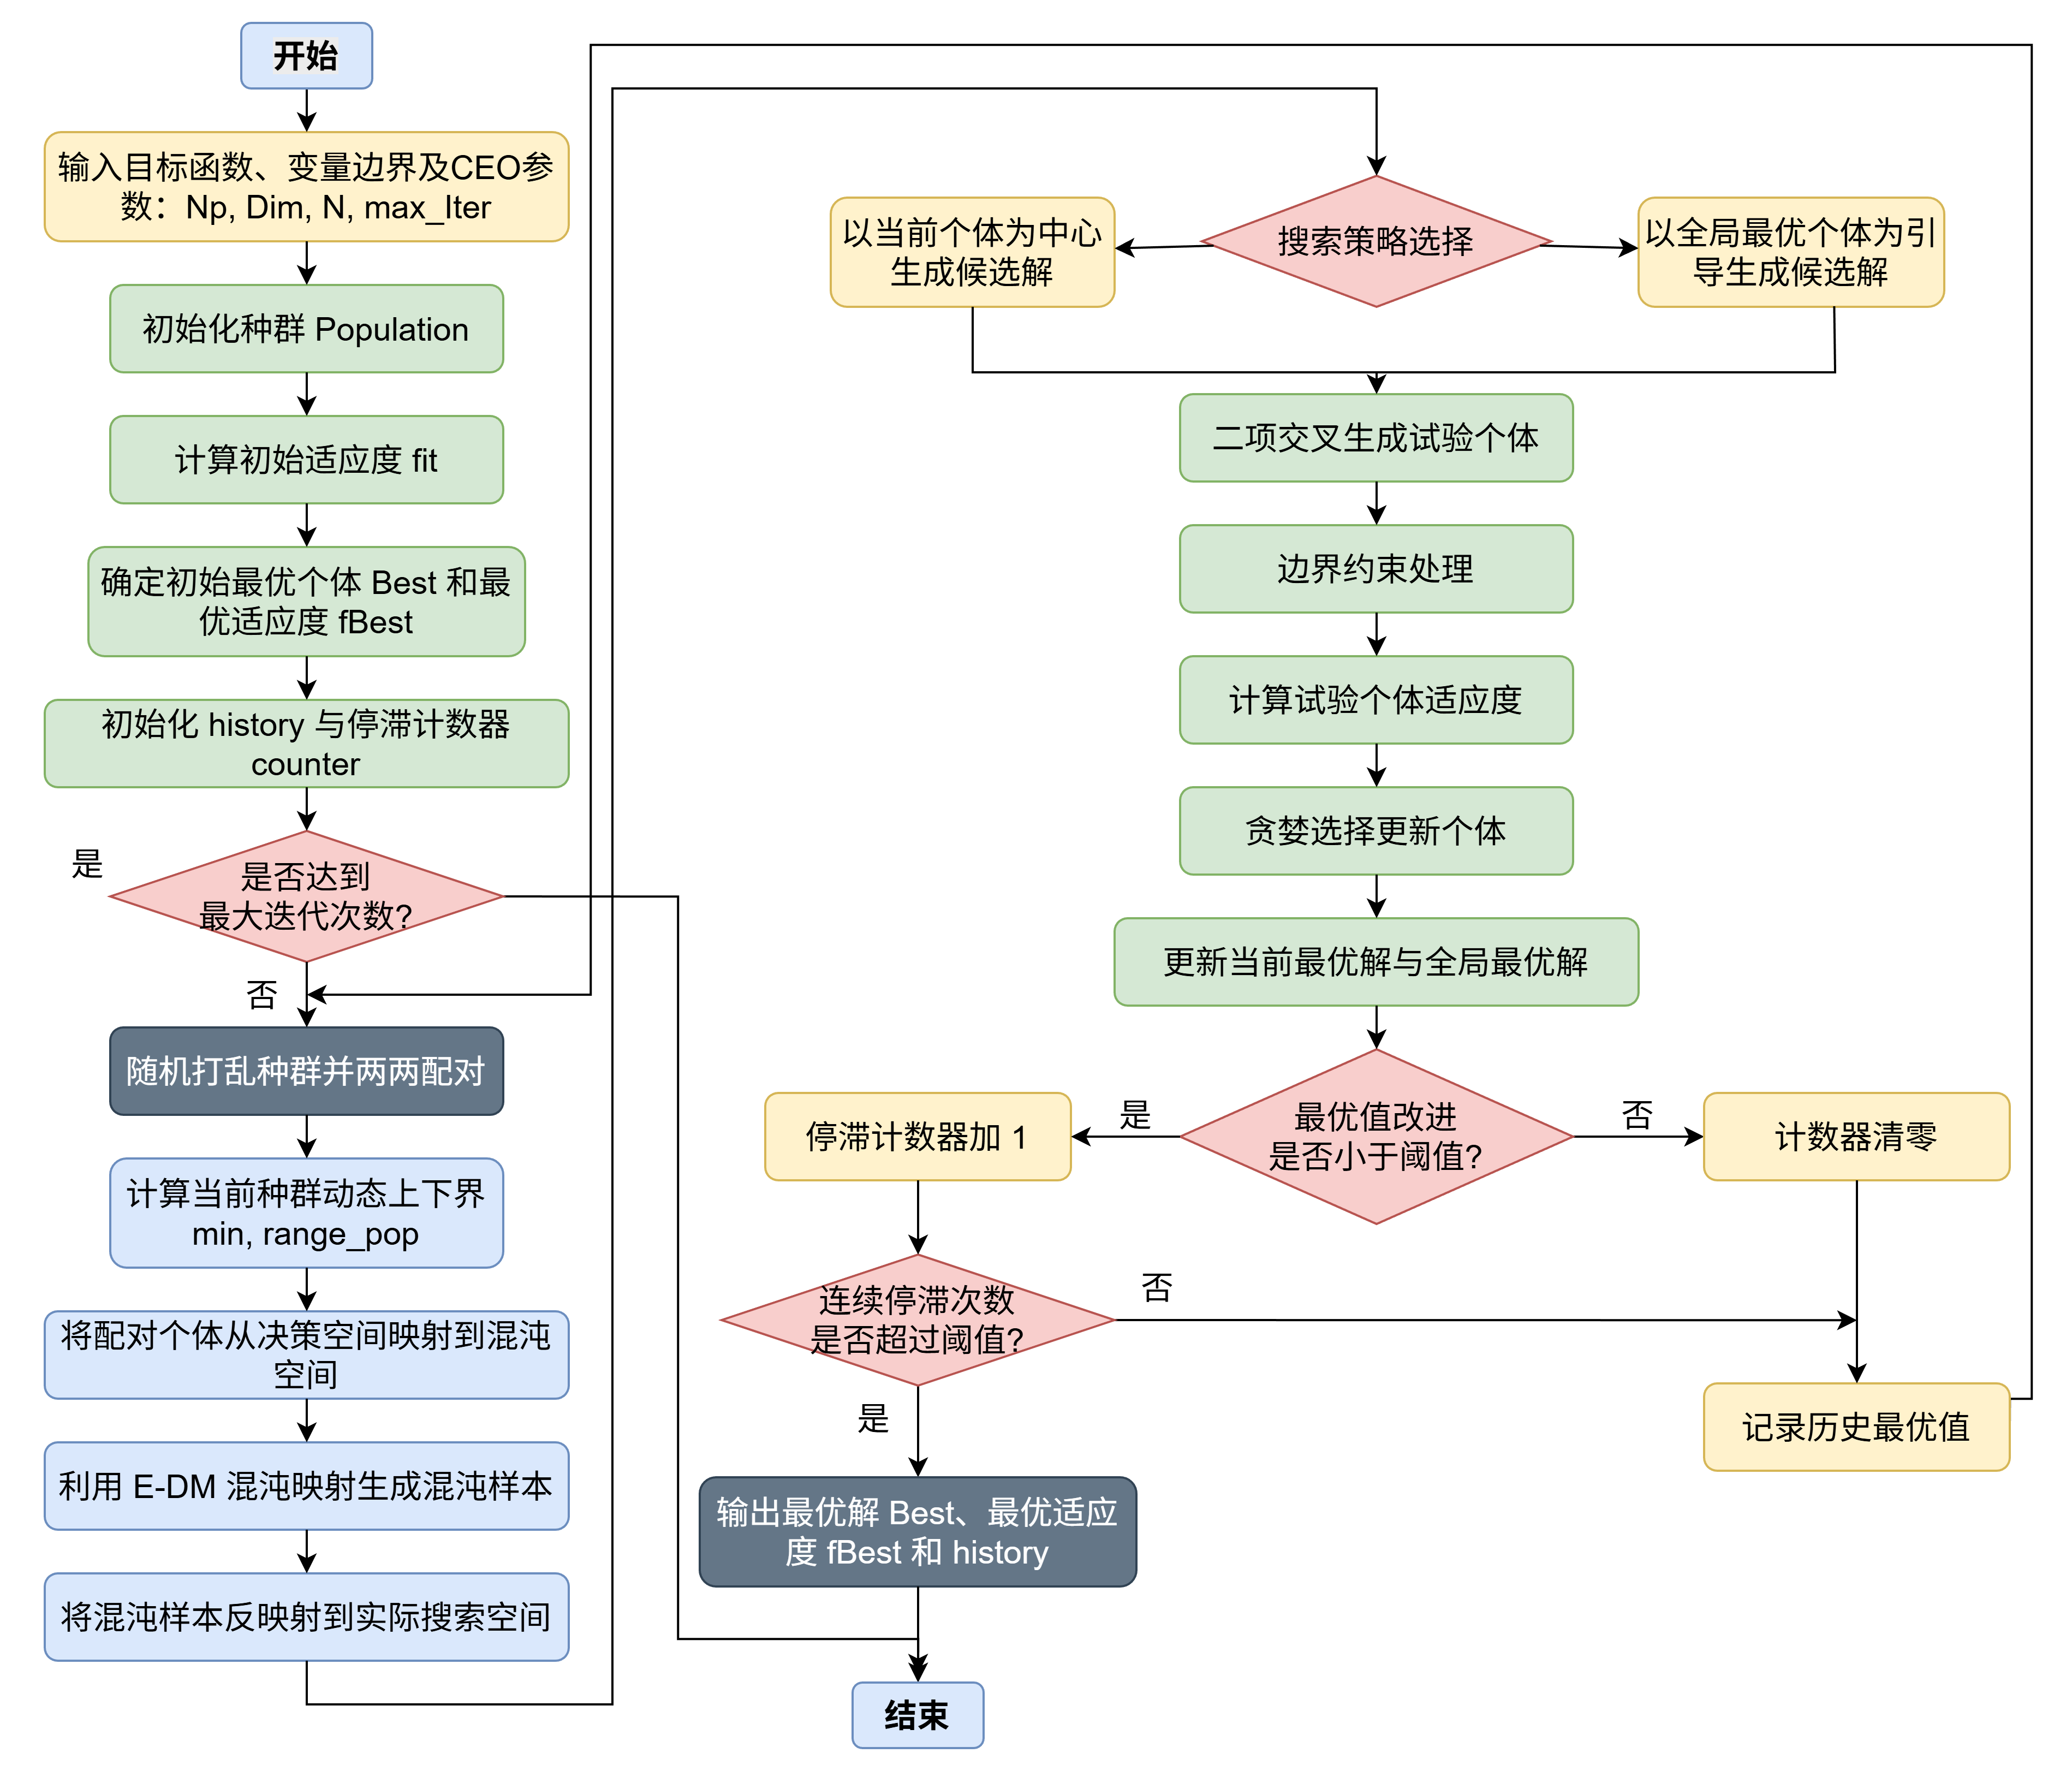 开始
输入目标函数、变量边界及CEO参
数：Np, Dim, N, max_Iter
初始化种群 Population
计算初始适应度 fit
确定初始最优个体 Best 和最
优适应度 fBest
初始化 history 与停滞计数器
counter
是
是否达到
最大迭代次数?
否
随机打乱种群并两两配对
计算当前种群动态上下界
min, range_pop
将配对个体从决策空间映射到混沌
空间
利用 E-DM 混沌映射生成混沌样本
将混沌样本反映射到实际搜索空间
搜索策略选择
以当前个体为中心
生成候选解
以全局最优个体为引
导生成候选解
二项交叉生成试验个体
边界约束处理
计算试验个体适应度
贪婪选择更新个体
更新当前最优解与全局最优解
最优值改进
是否小于阈值?
是
否
停滞计数器加 1
计数器清零
连续停滞次数
是否超过阈值?
否
是
记录历史最优值
输出最优解 Best、最优适应
度 fBest 和 history
结束